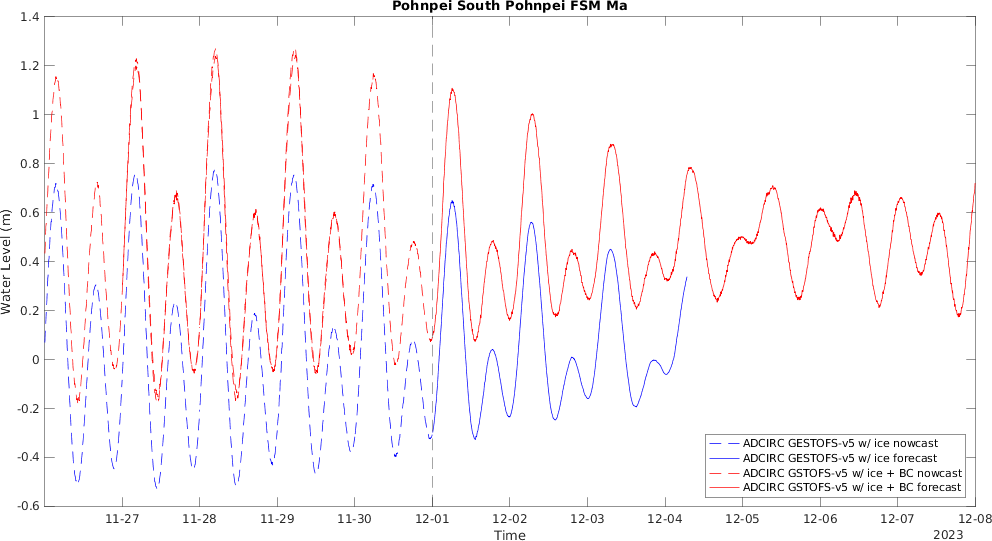 Pohnpei South Pohnpei FSM Ma
1.4
1.2
1
0.8
0.6
0.4
0.2
0
-0.2
-0.4
-0.6
Water Level (m)
ADCIRC GESTOFS-v5 w/ ice nowcast
ADCIRC GESTOFS-v5 w/ ice forecast
ADCIRC GSTOFS-v5 w/ ice + BC nowcast
ADCIRC GSTOFS-v5 w/ ice + BC forecast
11-27 11-28 11-29 11-30 12-01 12-02 12-03 12-04 12-05 12-06 12-07 12-08
Time
2023